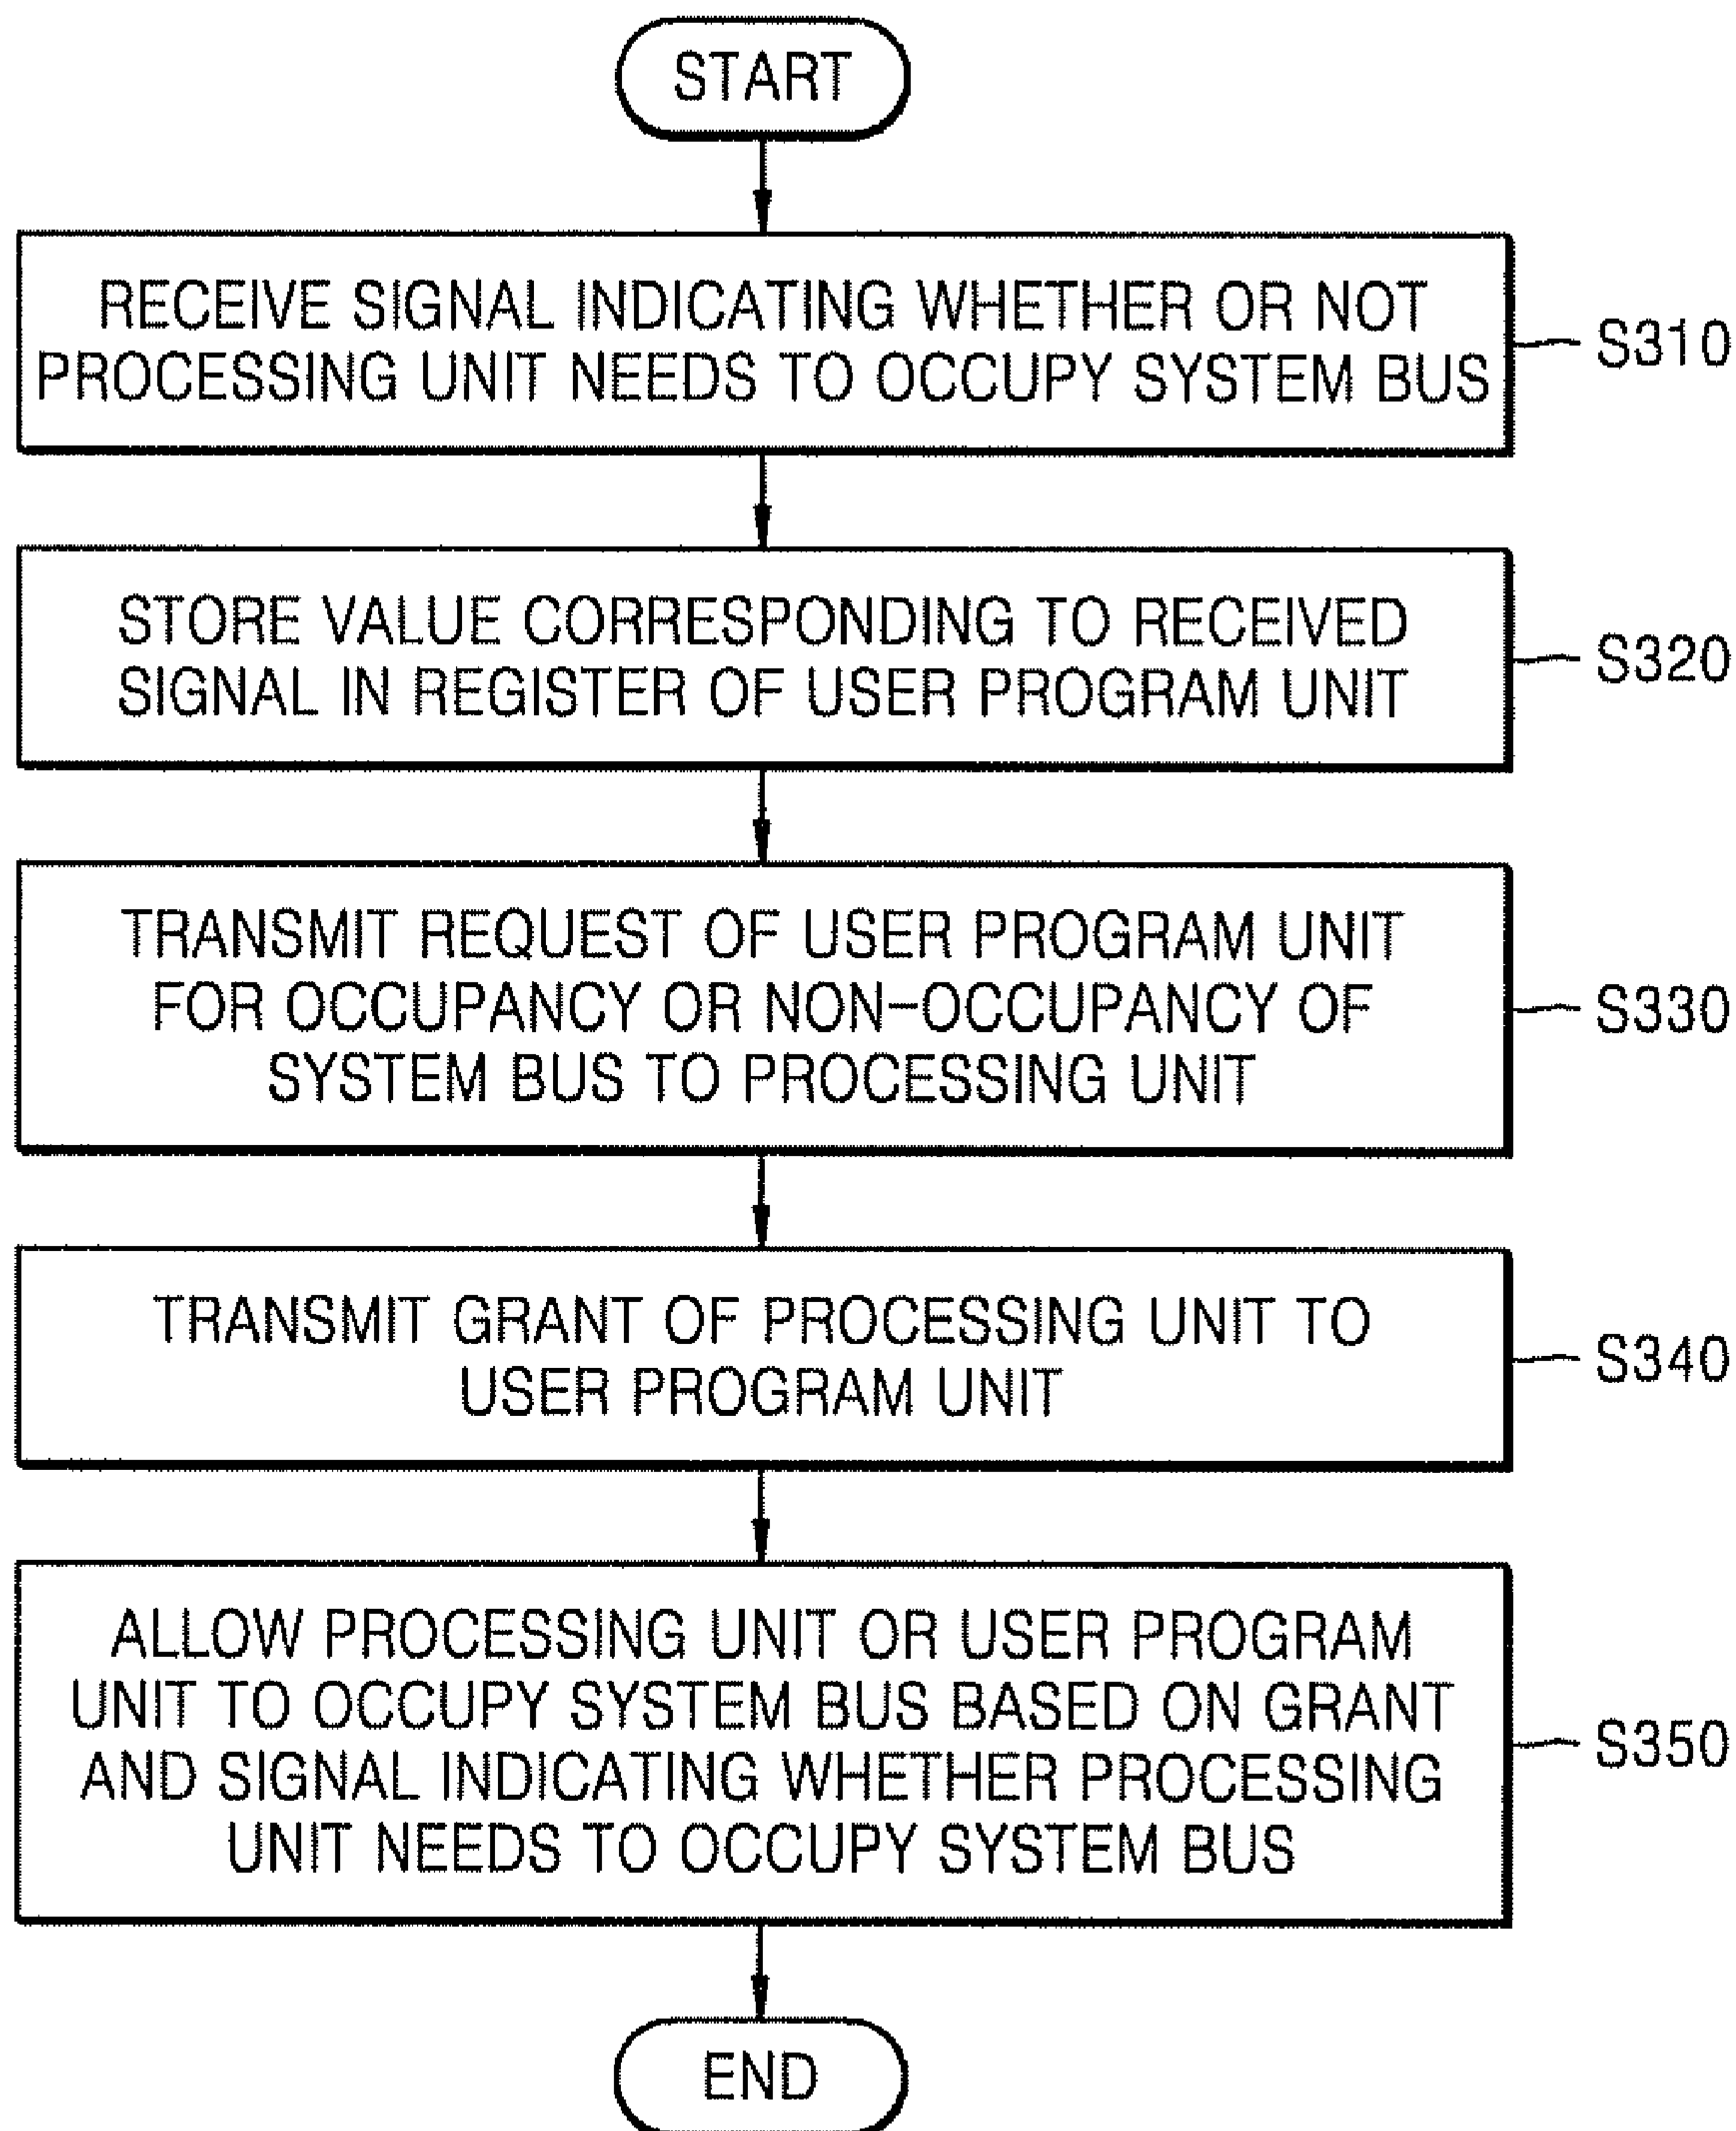 START
RECEIVE SIGNAL INDICATING WHETHER OR NOT
PROCESSING UNIT NEEDS TO OCCUPY SYSTEM BUS
S310
STORE VALUE CORRESPONDING TO RECEIVED
SIGNAL IN REGISTER OF USER PROGRAM UNIT
S320
TRANSMIT REQUEST OF USER PROGRAM UNIT
FOR OCCUPANCY OR NON-OCCUPANCY OF
SYSTEM BUS TO PROCESSING UNIT
S330
TRANSMIT GRANT OF PROCESSING UNIT TO
USER PROGRAM UNIT
S340
ALLOW PROCESSING UNIT OR USER PROGRAM
UNIT TO OCCUPY SYSTEM BUS BASED ON GRANT
AND SIGNAL INDICATING WHETHER PROCESSING
UNIT NEEDS TO OCCUPY SYSTEM BUS
S350
END